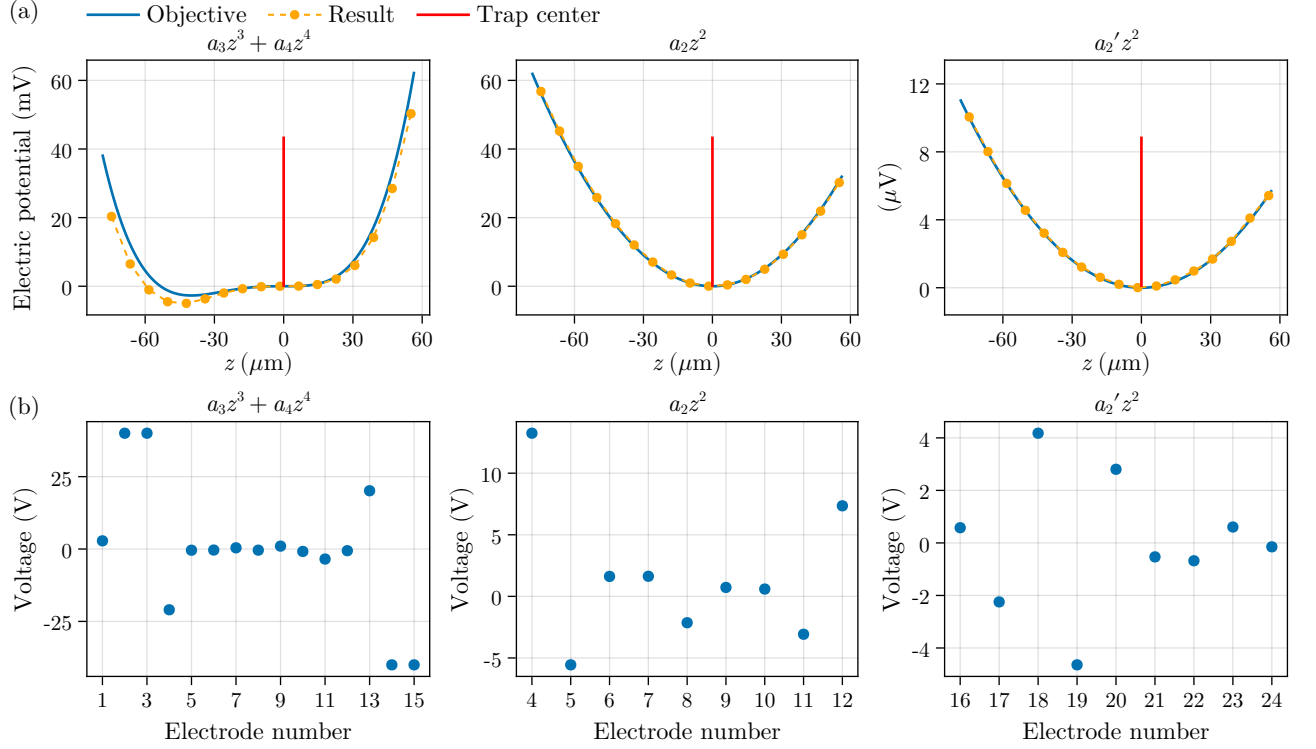 (a)
Objective Result Trap center
a₃z³ + a₄z⁴ a₂z² a₂′z²
Electric potential (mV)
60
40
20
0
-60 -30 0 30 60
z (μm)
60
40
20
0
-60 -30 0 30 60
z (μm)
(μV)
12
8
4
0
-60 -30 0 30 60
z (μm)
(b)
a₃z³ + a₄z⁴ a₂z² a₂′z²
Voltage (V)
25
0
-25
1 3 5 7 9 11 13 15
Electrode number
Voltage (V)
10
5
0
-5
4 5 6 7 8 9 10 11 12
Electrode number
Voltage (V)
4
2
0
-2
-4
16 17 18 19 20 21 22 23 24
Electrode number